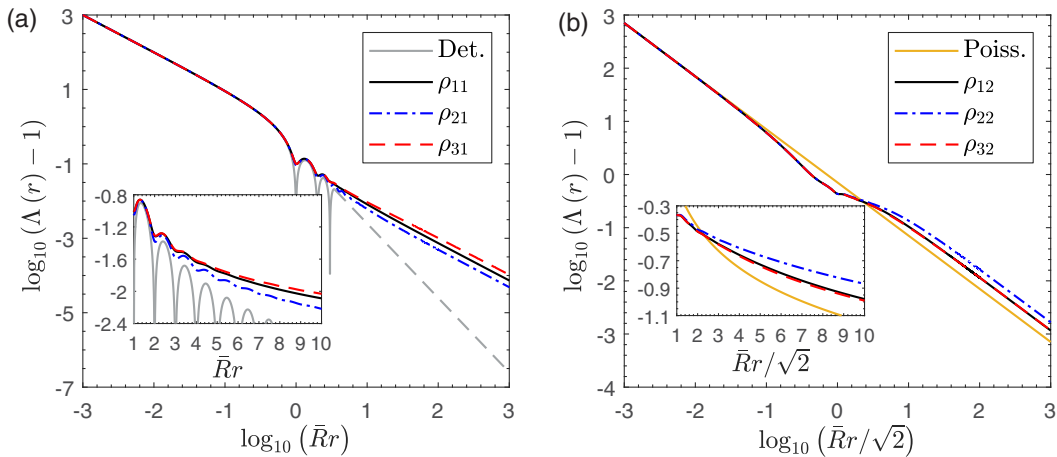 (a)
3
1
-1
-3
-5
-7
log₁₀ (Λ (r) − 1)
Det.
ρ₁₁
ρ₂₁
ρ₃₁
-0.8
-1.2
-1.6
-2
-2.4
1 2 3 4 5 6 7 8 9 10
R̄r
-3 -2 -1 0 1 2 3
log₁₀ (R̄r)
(b)
3
2
1
0
-1
-2
-3
-4
log₁₀ (Λ (r) − 1)
Poiss.
ρ₁₂
ρ₂₂
ρ₃₂
-0.3
-0.5
-0.7
-0.9
-1.1
1 2 3 4 5 6 7 8 9 10
R̄r/√2
-3 -2 -1 0 1 2 3
log₁₀ (R̄r/√2)